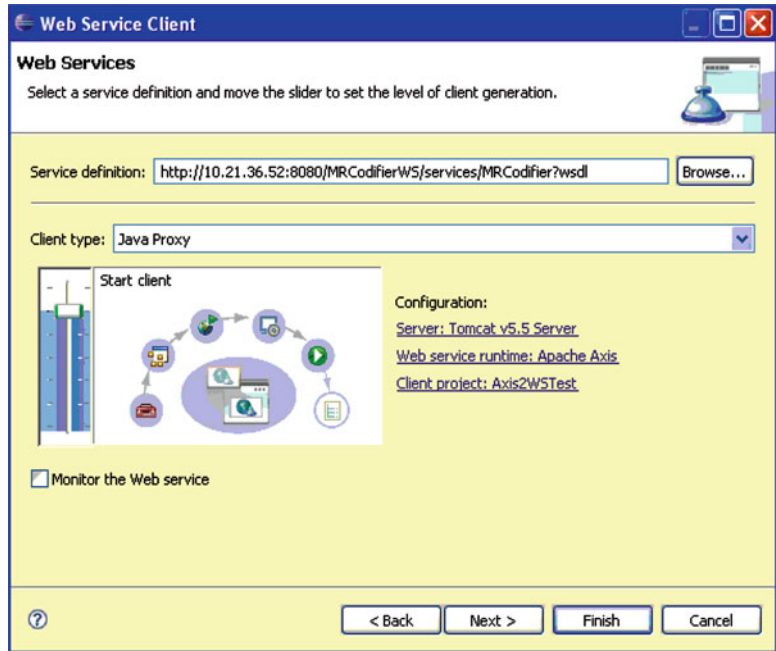 Web Service Client
Web Services
Select a service definition and move the slider to set the level of client generation.
Service definition: http://10.21.36.52:8080/MRCodifierWS/services/MRCodifier?wsdl Browse...
Client type: Java Proxy
Start client
Configuration:
Server: Tomcat v5.5 Server
Web service runtime: Apache Axis
Client project: Axis2WSTest
Monitor the Web service
? < Back Next > Finish Cancel